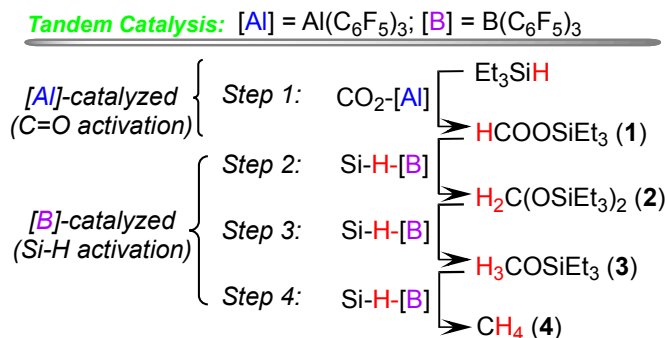 Tandem Catalysis: [Al] = Al(C6F5)3; [B] = B(C6F5)3
Et3SiH
[Al]-catalyzed
(C=O activation)
Step 1: CO2-[Al]
HCOOSiEt3 (1)
Step 2: Si-H-[B]
H2C(OSiEt3)2 (2)
[B]-catalyzed
(Si-H activation)
Step 3: Si-H-[B]
H3COSiEt3 (3)
Step 4: Si-H-[B]
CH4 (4)